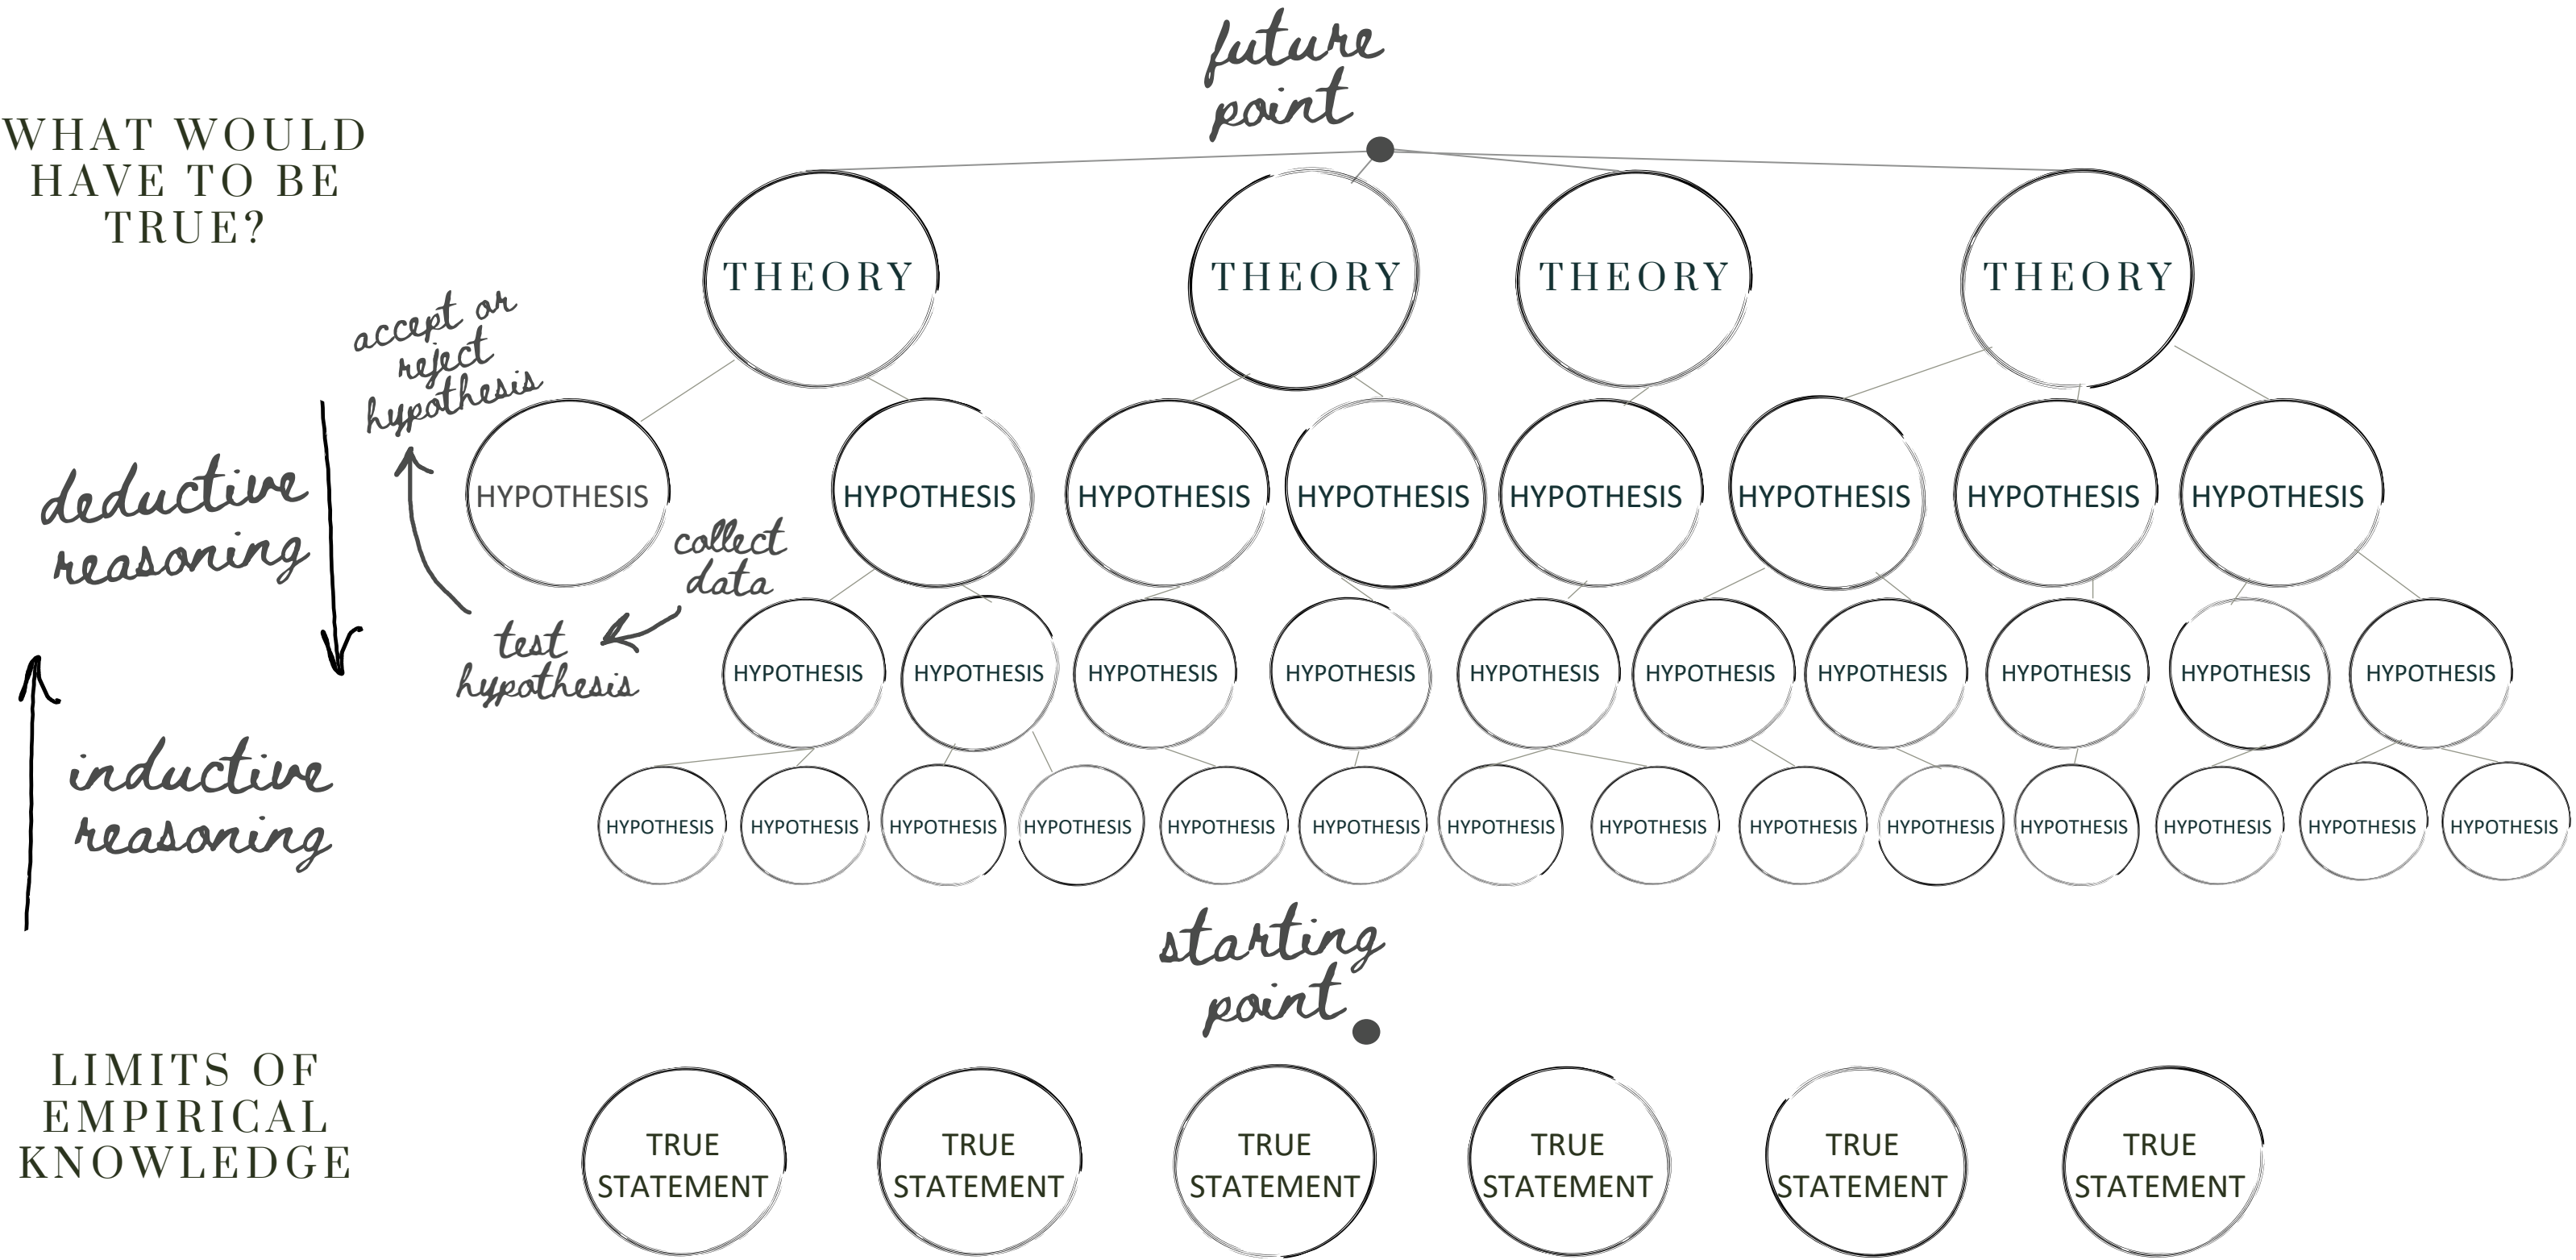 future
point
WHAT WOULD
HAVE TO BE
TRUE?
THEORY THEORY THEORY THEORY
accept or
reject
hypothesis
deductive
reasoning
HYPOTHESIS HYPOTHESIS HYPOTHESIS HYPOTHESIS HYPOTHESIS HYPOTHESIS HYPOTHESIS HYPOTHESIS
collect
data
test
hypothesis
HYPOTHESIS HYPOTHESIS HYPOTHESIS HYPOTHESIS HYPOTHESIS HYPOTHESIS HYPOTHESIS HYPOTHESIS HYPOTHESIS HYPOTHESIS
inductive
reasoning
HYPOTHESIS HYPOTHESIS HYPOTHESIS HYPOTHESIS HYPOTHESIS HYPOTHESIS HYPOTHESIS HYPOTHESIS HYPOTHESIS HYPOTHESIS HYPOTHESIS HYPOTHESIS HYPOTHESIS HYPOTHESIS
starting
point
LIMITS OF
EMPIRICAL
KNOWLEDGE
TRUE TRUE TRUE TRUE TRUE TRUE
STATEMENT STATEMENT STATEMENT STATEMENT STATEMENT STATEMENT